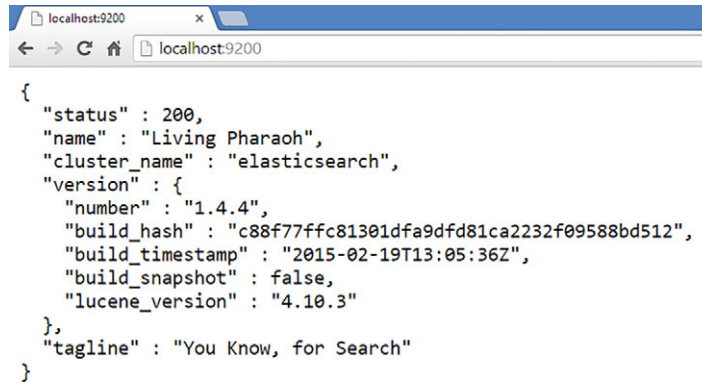 localhost:9200
localhost:9200
{
  "status" : 200,
  "name" : "Living Pharaoh",
  "cluster_name" : "elasticsearch",
  "version" : {
    "number" : "1.4.4",
    "build_hash" : "c88f77ffc81301dfa9dfd81ca2232f09588bd512",
    "build_timestamp" : "2015-02-19T13:05:36Z",
    "build_snapshot" : false,
    "lucene_version" : "4.10.3"
  },
  "tagline" : "You Know, for Search"
}